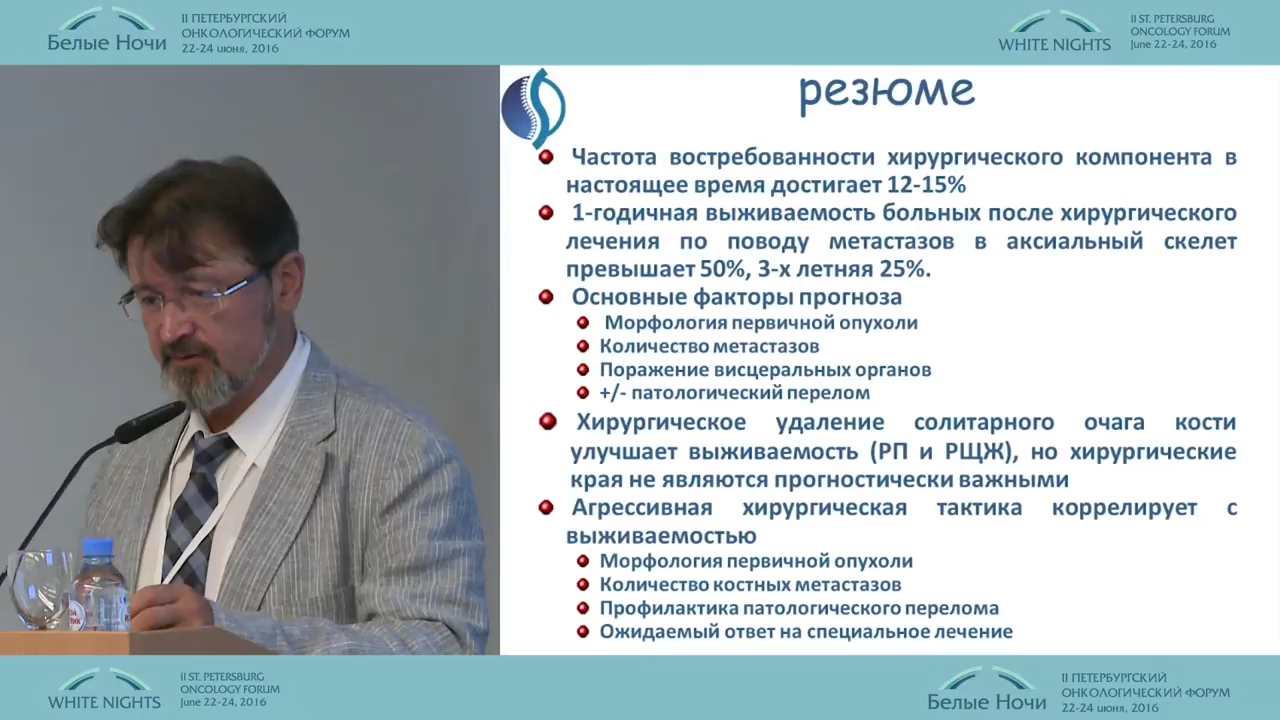 Белые Ночи
II ПЕТЕРБУРГСКИЙ
ОНКОЛОГИЧЕСКИЙ ФОРУМ
22-24 июня, 2016
WHITE NIGHTS
II ST. PETERSBURG
ONCOLOGY FORUM
June 22-24, 2016
резюме
Частота востребованности хирургического компонента в
настоящее время достигает 12-15%
1-годичная выживаемость больных после хирургического
лечения по поводу метастазов в аксиальный скелет
превышает 50%, 3-х летняя 25%.
Основные факторы прогноза
Морфология первичной опухоли
Количество метастазов
Поражение висцеральных органов
+/- патологический перелом
Хирургическое удаление солитарного очага кости
улучшает выживаемость (РП и РЩЖ), но хирургические
края не являются прогностически важными
Агрессивная хирургическая тактика коррелирует с
выживаемостью
Морфология первичной опухоли
Количество костных метастазов
Профилактика патологического перелома
Ожидаемый ответ на специальное лечение
WHITE NIGHTS
II ST. PETERSBURG
ONCOLOGY FORUM
June 22-24, 2016
Белые Ночи
II ПЕТЕРБУРГСКИЙ
ОНКОЛОГИЧЕСКИЙ ФОРУМ
22-24 июня, 2016